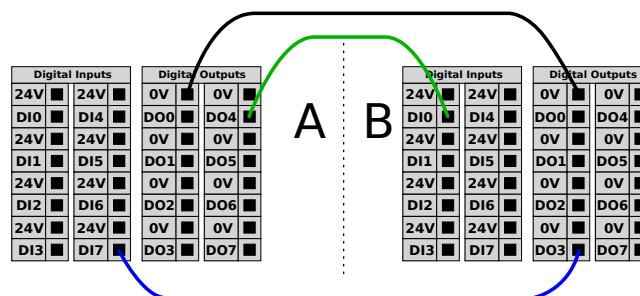 Digital Inputs Digital Outputs
24V 24V 0V 0V
DI0 DI4 DO0 DO4
24V 24V 0V 0V
DI1 DI5 DO1 DO5
24V 24V 0V 0V
DI2 DI6 DO2 DO6
24V 24V 0V 0V
DI3 DI7 DO3 DO7
A B
Digital Inputs Digital Outputs
24V 24V 0V 0V
DI0 DI4 DO0 DO4
24V 24V 0V 0V
DI1 DI5 DO1 DO5
24V 24V 0V 0V
DI2 DI6 DO2 DO6
24V 24V 0V 0V
DI3 DI7 DO3 DO7